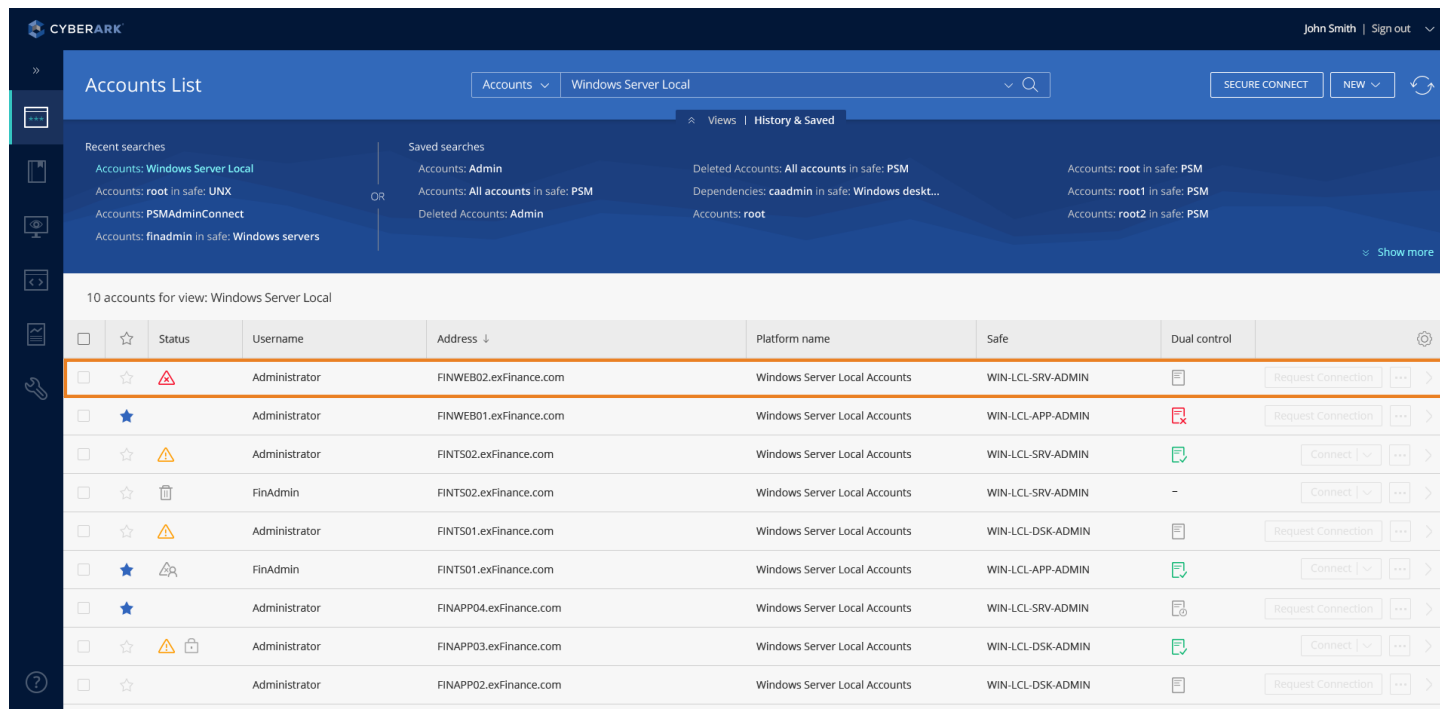 CYBERARK
John Smith | Sign out
Accounts List
Accounts
Windows Server Local
SECURE CONNECT
NEW
Views | History & Saved
Recent searches
Accounts: Windows Server Local
Accounts: root in safe: UNX
Accounts: PSMAdminConnect
Accounts: finadmin in safe: Windows servers
OR
Saved searches
Accounts: Admin
Accounts: All accounts in safe: PSM
Deleted Accounts: Admin
Deleted Accounts: All accounts in safe: PSM
Dependencies: caadmin in safe: Windows deskt...
Accounts: root
Accounts: root in safe: PSM
Accounts: root1 in safe: PSM
Accounts: root2 in safe: PSM
Show more
10 accounts for view: Windows Server Local
Status Username Address ↓ Platform name Safe Dual control
Administrator FINWEB02.exFinance.com Windows Server Local Accounts WIN-LCL-SRV-ADMIN Request Connection ...
Administrator FINWEB01.exFinance.com Windows Server Local Accounts WIN-LCL-APP-ADMIN Request Connection ...
Administrator FINTS02.exFinance.com Windows Server Local Accounts WIN-LCL-SRV-ADMIN Connect ...
FinAdmin FINTS02.exFinance.com Windows Server Local Accounts WIN-LCL-SRV-ADMIN – Connect ...
Administrator FINTS01.exFinance.com Windows Server Local Accounts WIN-LCL-DSK-ADMIN Request Connection ...
FinAdmin FINTS01.exFinance.com Windows Server Local Accounts WIN-LCL-APP-ADMIN Connect ...
Administrator FINAPP04.exFinance.com Windows Server Local Accounts WIN-LCL-SRV-ADMIN Request Connection ...
Administrator FINAPP03.exFinance.com Windows Server Local Accounts WIN-LCL-DSK-ADMIN Connect ...
Administrator FINAPP02.exFinance.com Windows Server Local Accounts WIN-LCL-DSK-ADMIN Request Connection ...